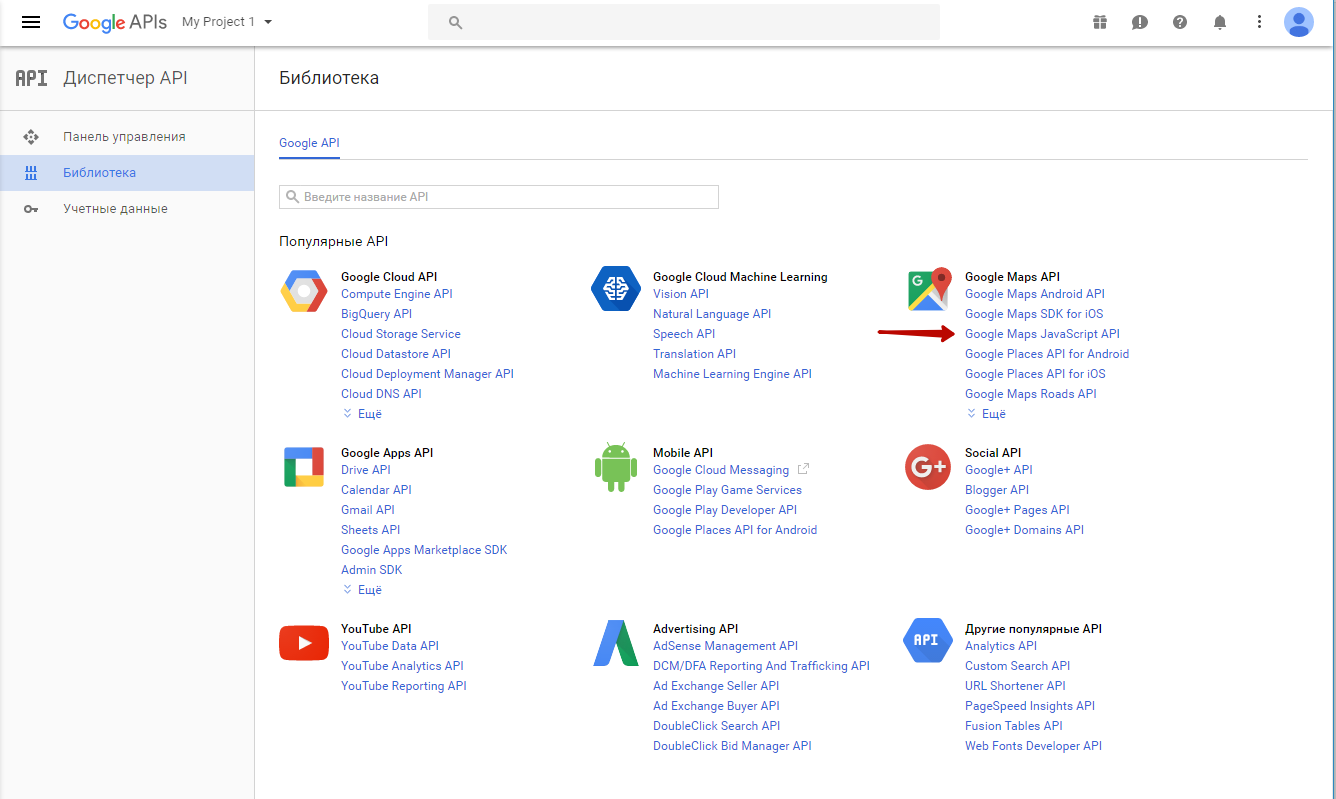 Google APIs My Project 1
API Диспетчер API
Библиотека
Панель управления
Библиотека
Учетные данные
Google API
Введите название API
Популярные API
Google Cloud API
Compute Engine API
BigQuery API
Cloud Storage Service
Cloud Datastore API
Cloud Deployment Manager API
Cloud DNS API
Ещё
Google Cloud Machine Learning
Vision API
Natural Language API
Speech API
Translation API
Machine Learning Engine API
G
Google Maps API
Google Maps Android API
Google Maps SDK for iOS
Google Maps JavaScript API
Google Places API for Android
Google Places API for iOS
Google Maps Roads API
Ещё
Google Apps API
Drive API
Calendar API
Gmail API
Sheets API
Google Apps Marketplace SDK
Admin SDK
Ещё
Mobile API
Google Cloud Messaging
Google Play Game Services
Google Play Developer API
Google Places API for Android
G+
Social API
Google+ API
Blogger API
Google+ Pages API
Google+ Domains API
YouTube API
YouTube Data API
YouTube Analytics API
YouTube Reporting API
Advertising API
AdSense Management API
DCM/DFA Reporting And Trafficking API
Ad Exchange Seller API
Ad Exchange Buyer API
DoubleClick Search API
DoubleClick Bid Manager API
API
Другие популярные API
Analytics API
Custom Search API
URL Shortener API
PageSpeed Insights API
Fusion Tables API
Web Fonts Developer API